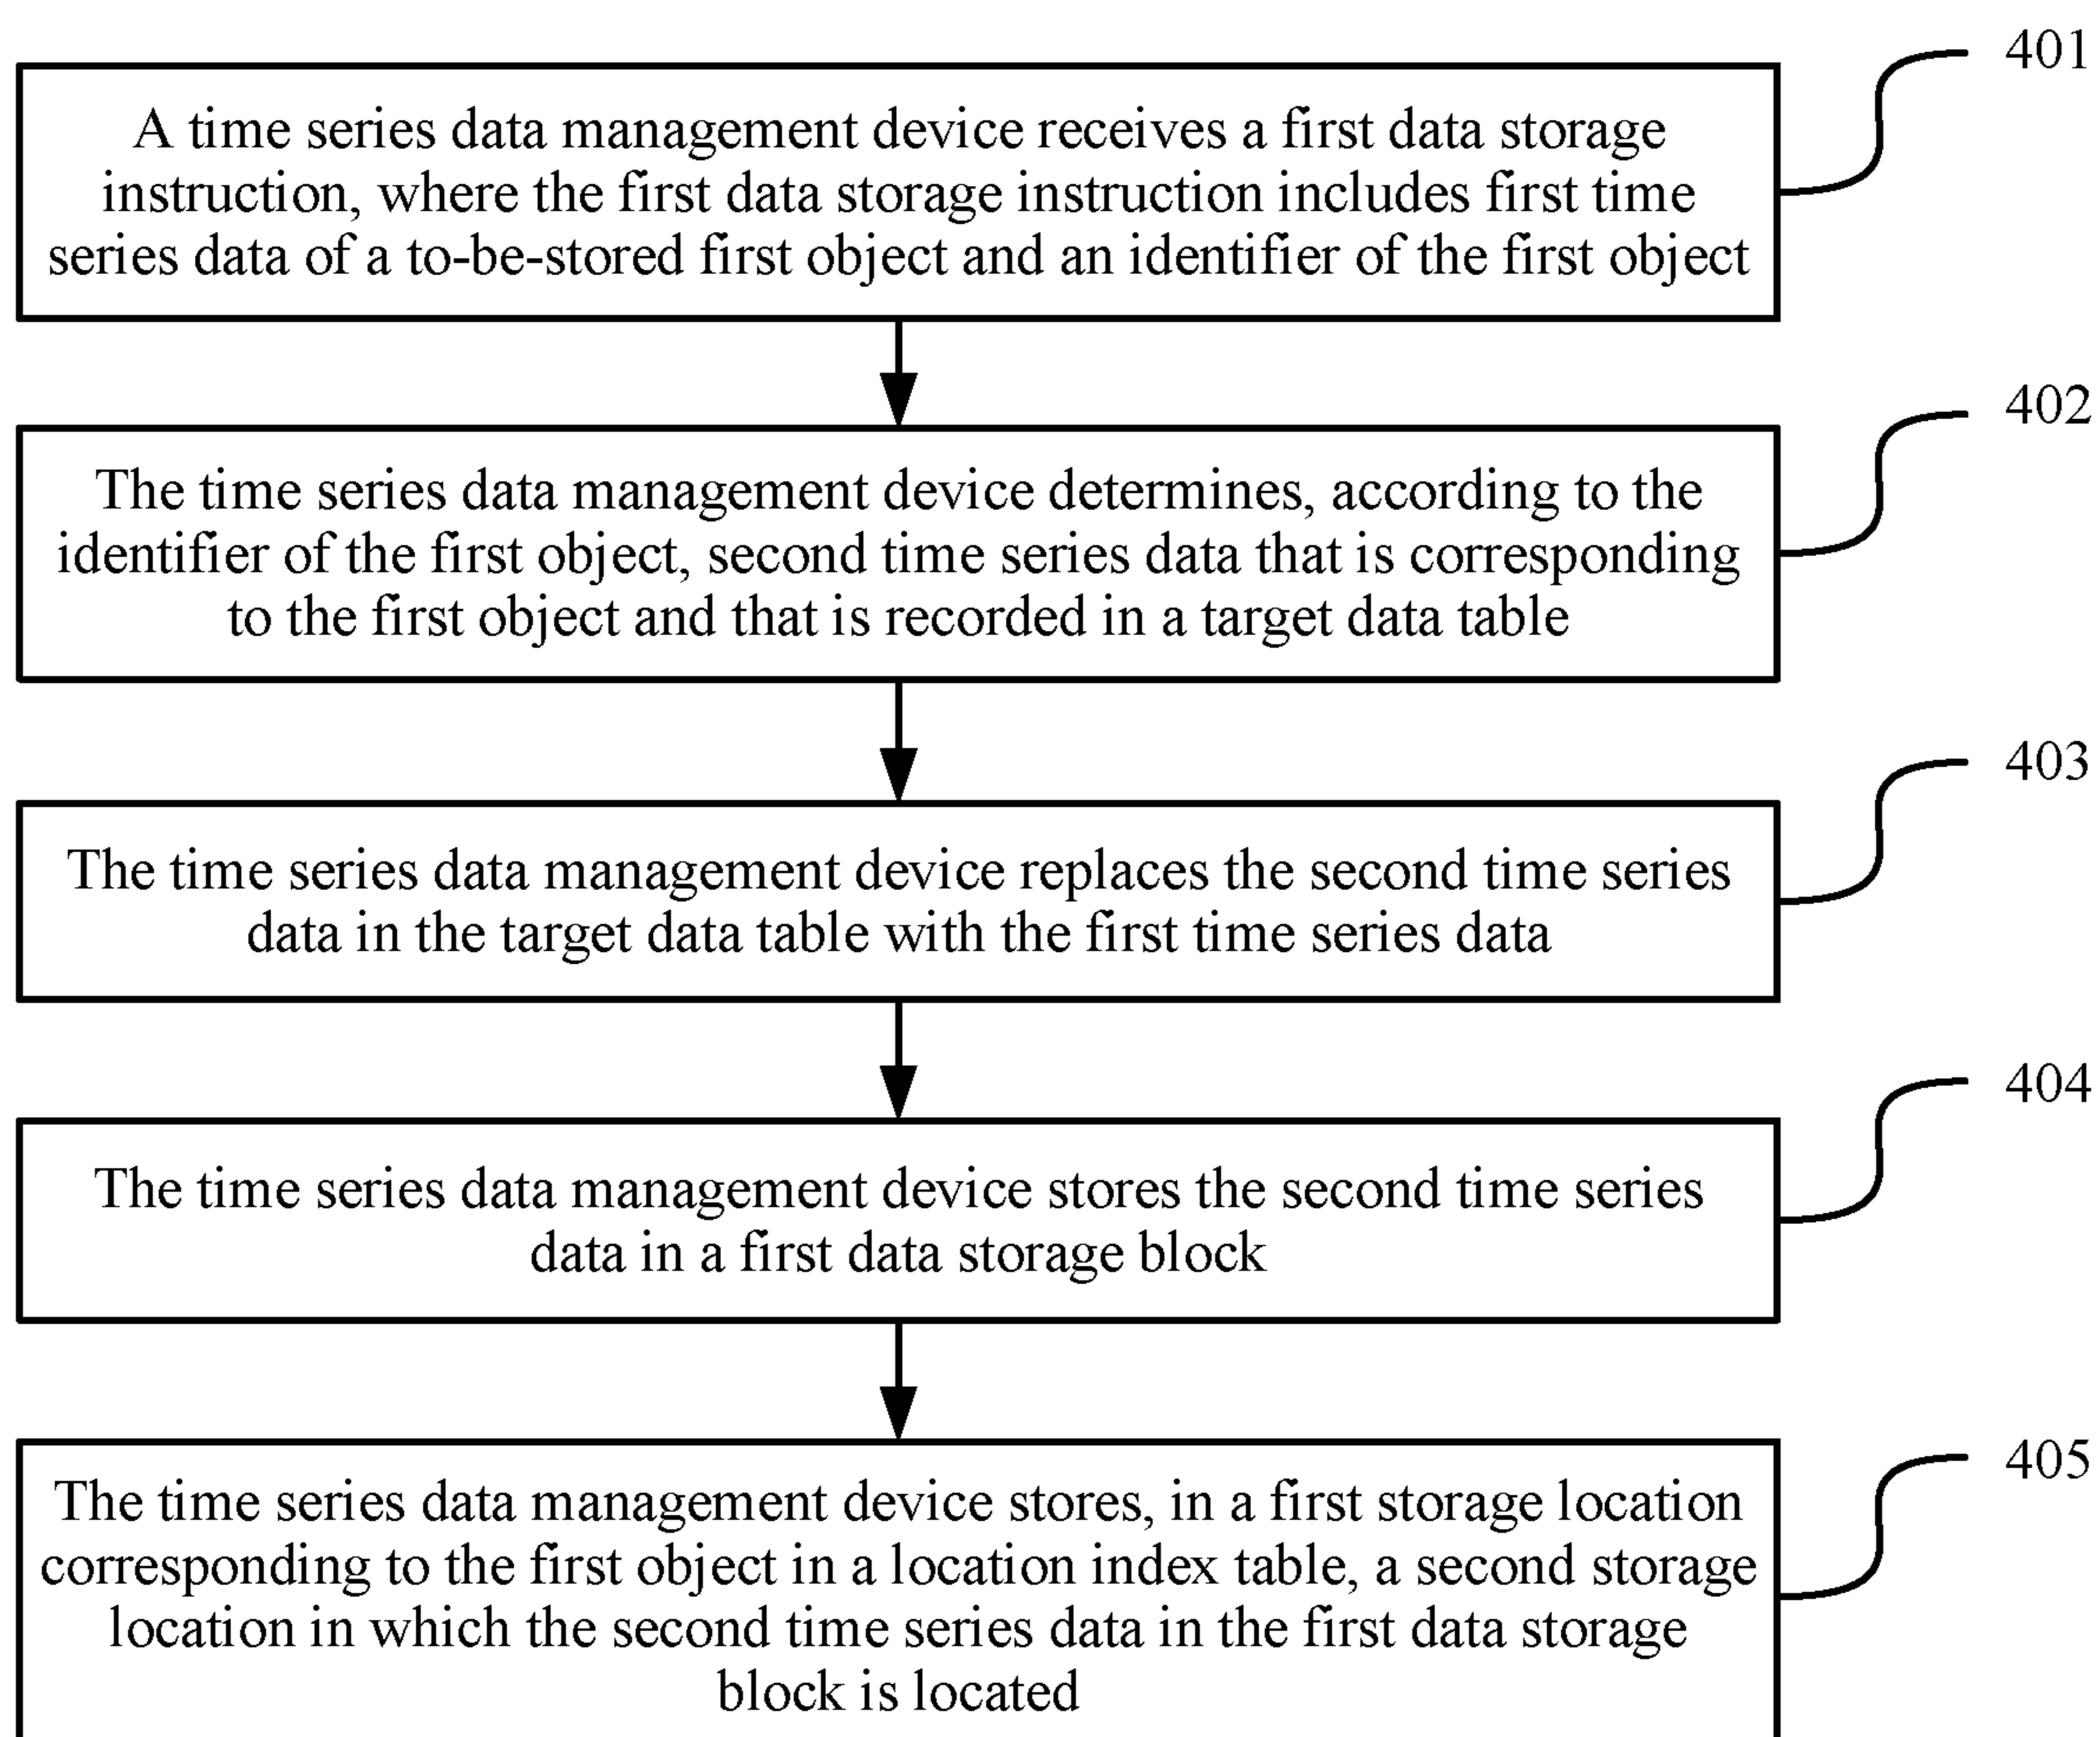 401
A time series data management device receives a first data storage
instruction, where the first data storage instruction includes first time
series data of a to-be-stored first object and an identifier of the first object
402
The time series data management device determines, according to the
identifier of the first object, second time series data that is corresponding
to the first object and that is recorded in a target data table
403
The time series data management device replaces the second time series
data in the target data table with the first time series data
404
The time series data management device stores the second time series
data in a first data storage block
405
The time series data management device stores, in a first storage location
corresponding to the first object in a location index table, a second storage
location in which the second time series data in the first data storage
block is located